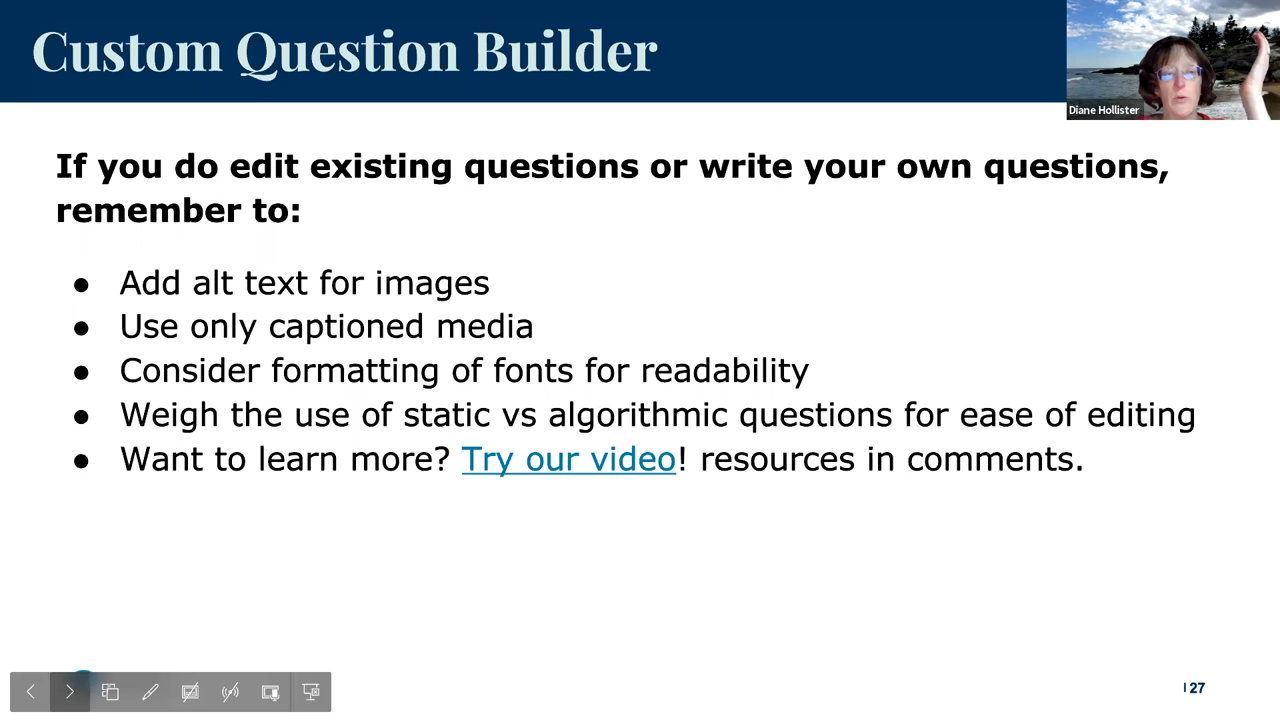 Custom Question Builder
Diane Hollister
If you do edit existing questions or write your own questions,
remember to:
● Add alt text for images
● Use only captioned media
● Consider formatting of fonts for readability
● Weigh the use of static vs algorithmic questions for ease of editing
● Want to learn more? Try our video! resources in comments.
27